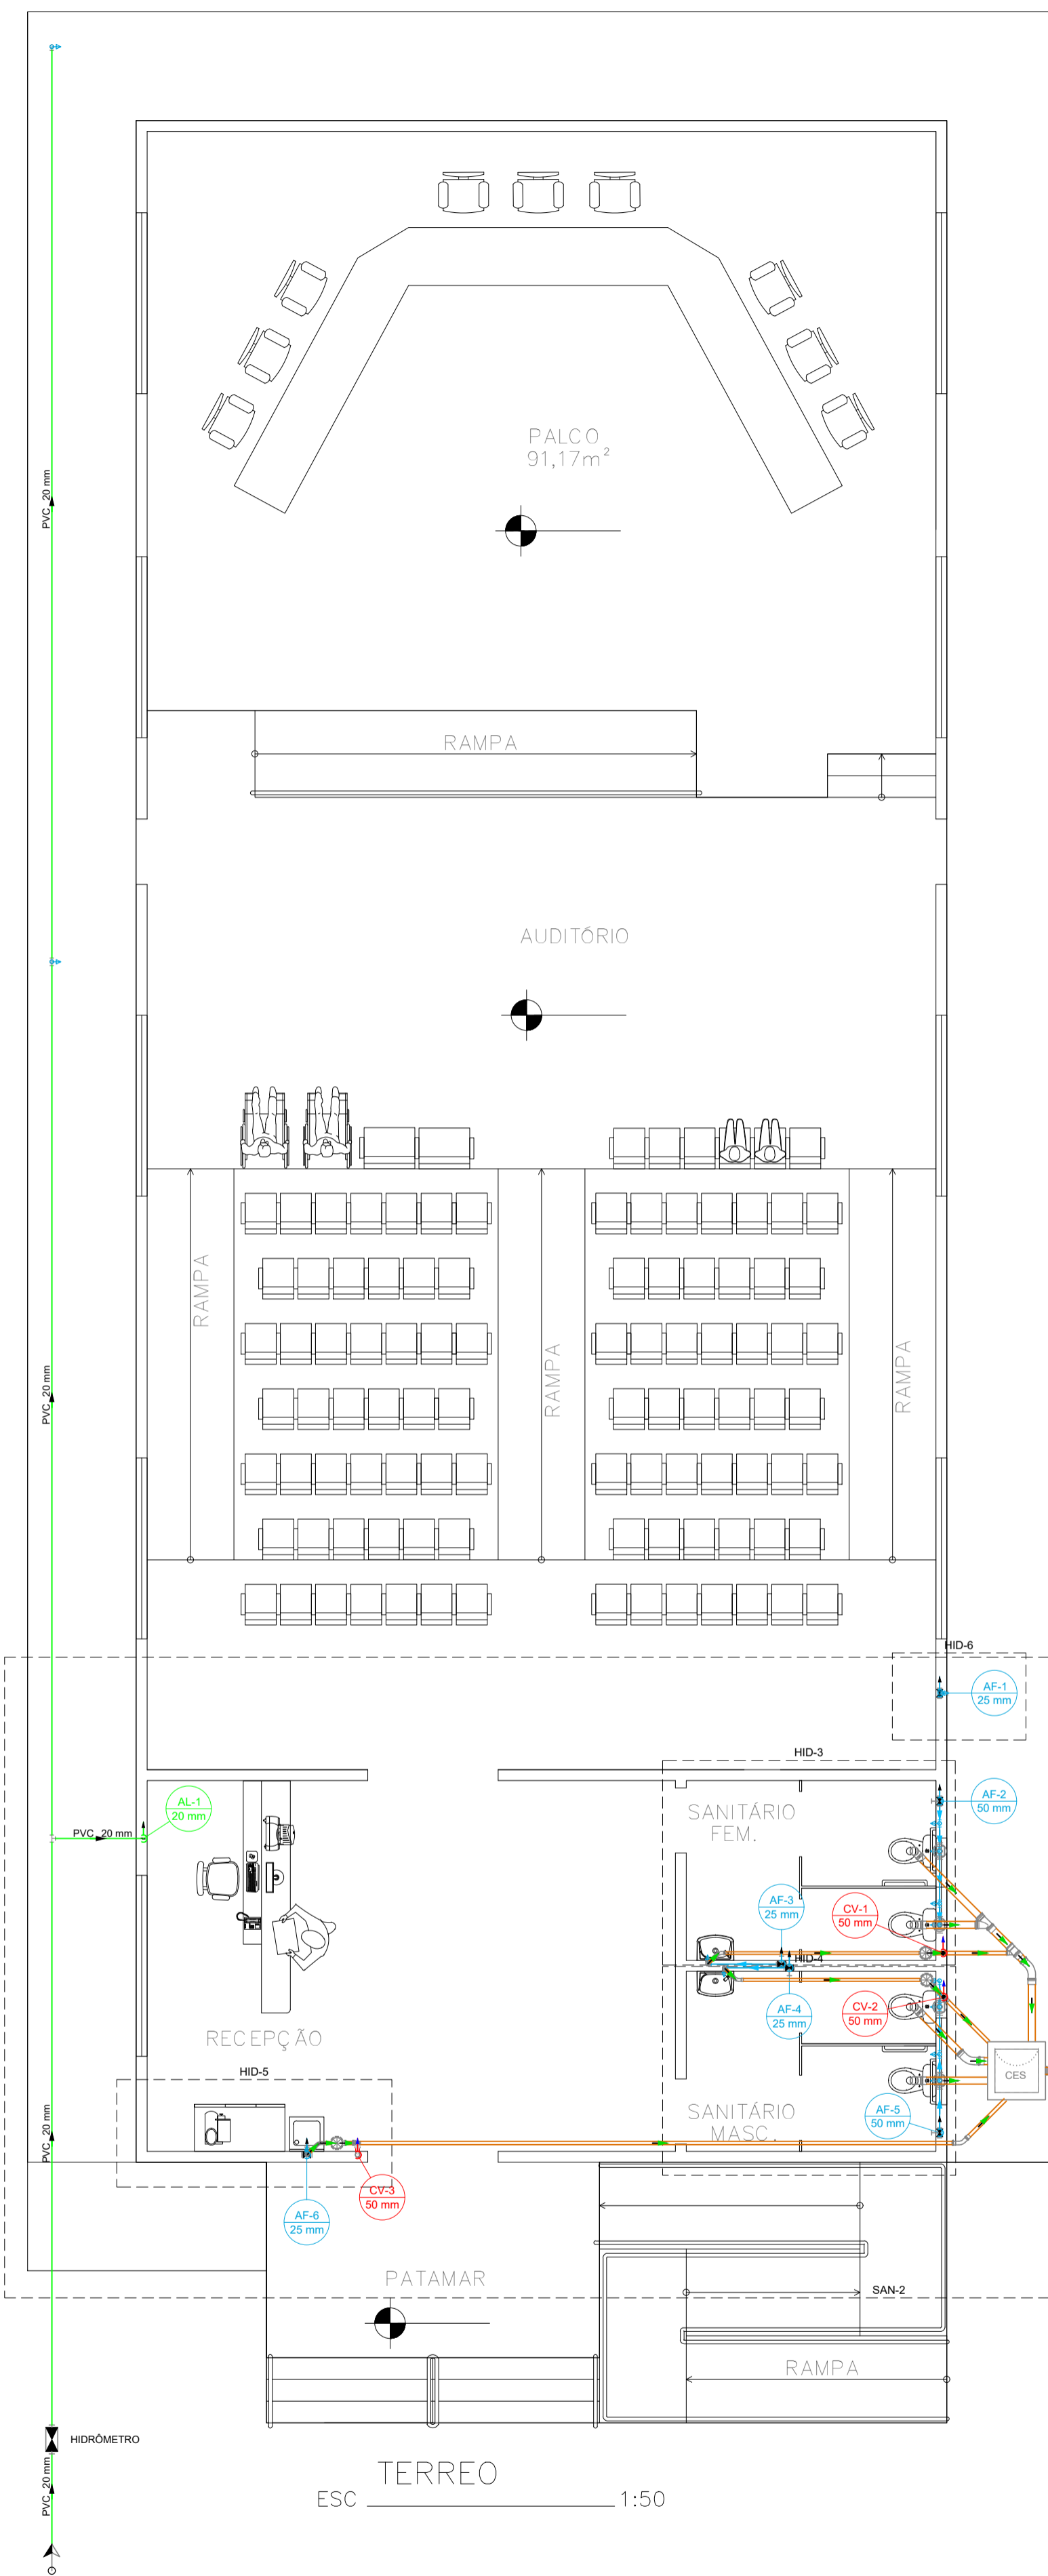 PALCO
91,17m²
PVC 20 mm
RAMPA
AUDITÓRIO
RAMPA
RAMPA
RAMPA
PVC 20 mm
HID-6
AF-1
25 mm
HID-3
AL-1
20 mm
PVC 20 mm
SANITÁRIO
FEM.
AF-2
50 mm
AF-3
25 mm
CV-1
50 mm
HID-4
AF-4
25 mm
CV-2
50 mm
RECEPÇÃO
CES
HID-5
SANITÁRIO
MASC.
AF-5
50 mm
PVC 20 mm
CV-3
50 mm
AF-6
25 mm
PATAMAR
SAN-2
RAMPA
HIDRÔMETRO
PVC 20 mm
TERREO
ESC 1:50